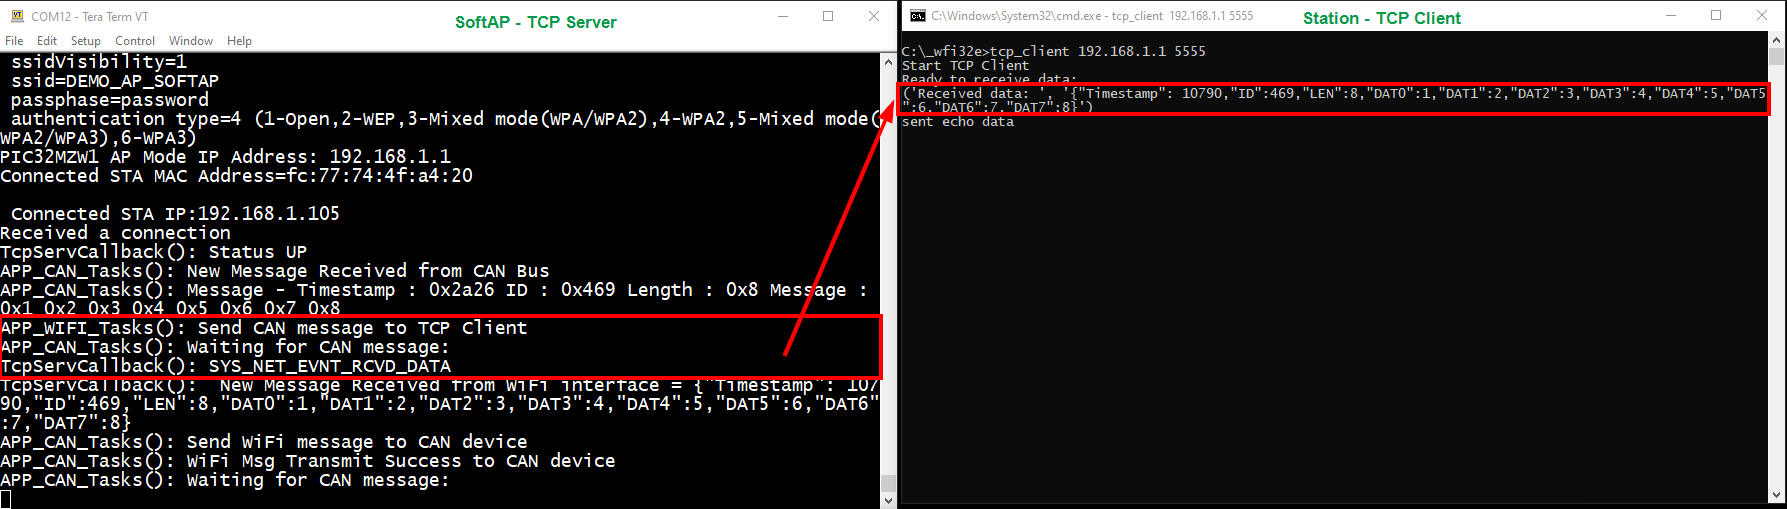 COM12 - Tera Term VT
SoftAP - TCP Server
File Edit Setup Control Window Help
ssidVisibility=1
ssid=DEMO_AP_SOFTAP
passphase=password
authentication type=4 (1-Open,2-WEP,3-Mixed mode(WPA/WPA2),4-WPA2,5-Mixed mode(
WPA2/WPA3),6-WPA3)
PIC32MZW1 AP Mode IP Address: 192.168.1.1
Connected STA MAC Address=fc:77:74:4f:a4:20
Connected STA IP:192.168.1.105
Received a connection
TcpServCallback(): Status UP
APP_CAN_Tasks(): New Message Received from CAN Bus
APP_CAN_Tasks(): Message - Timestamp : 0x2a26 ID : 0x469 Length : 0x8 Message :
0x1 0x2 0x3 0x4 0x5 0x6 0x7 0x8
APP_WIFI_Tasks(): Send CAN message to TCP Client
APP_CAN_Tasks(): Waiting for CAN message:
TcpServCallback(): SYS_NET_EVNT_RCVD_DATA
TcpServCallback():  New Message Received from WiFi interface = {"Timestamp": 107
90,"ID":469,"LEN":8,"DAT0":1,"DAT1":2,"DAT2":3,"DAT3":4,"DAT4":5,"DAT5":6,"DAT6"
:7,"DAT7":8}
APP_CAN_Tasks(): Send WiFi message to CAN device
APP_CAN_Tasks(): WiFi Msg Transmit Success to CAN device
APP_CAN_Tasks(): Waiting for CAN message:
C:\Windows\System32\cmd.exe - tcp_client 192.168.1.1 5555
Station - TCP Client
C:\_wfi32e>tcp_client 192.168.1.1 5555
Start TCP Client
Ready to receive data:
('Received data: ', '{"Timestamp": 10790,"ID":469,"LEN":8,"DAT0":1,"DAT1":2,"DAT2":3,"DAT3":4,"DAT4":5,"DAT5
":6,"DAT6":7,"DAT7":8}')
sent echo data